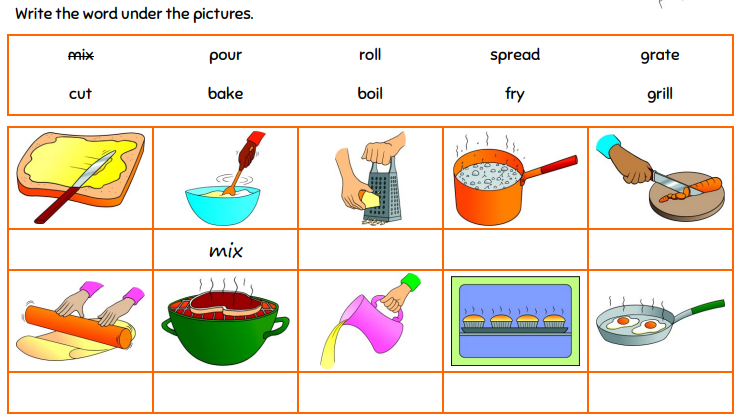 Write the word under the pictures.
mix pour roll spread grate
cut bake boil fry grill
mix